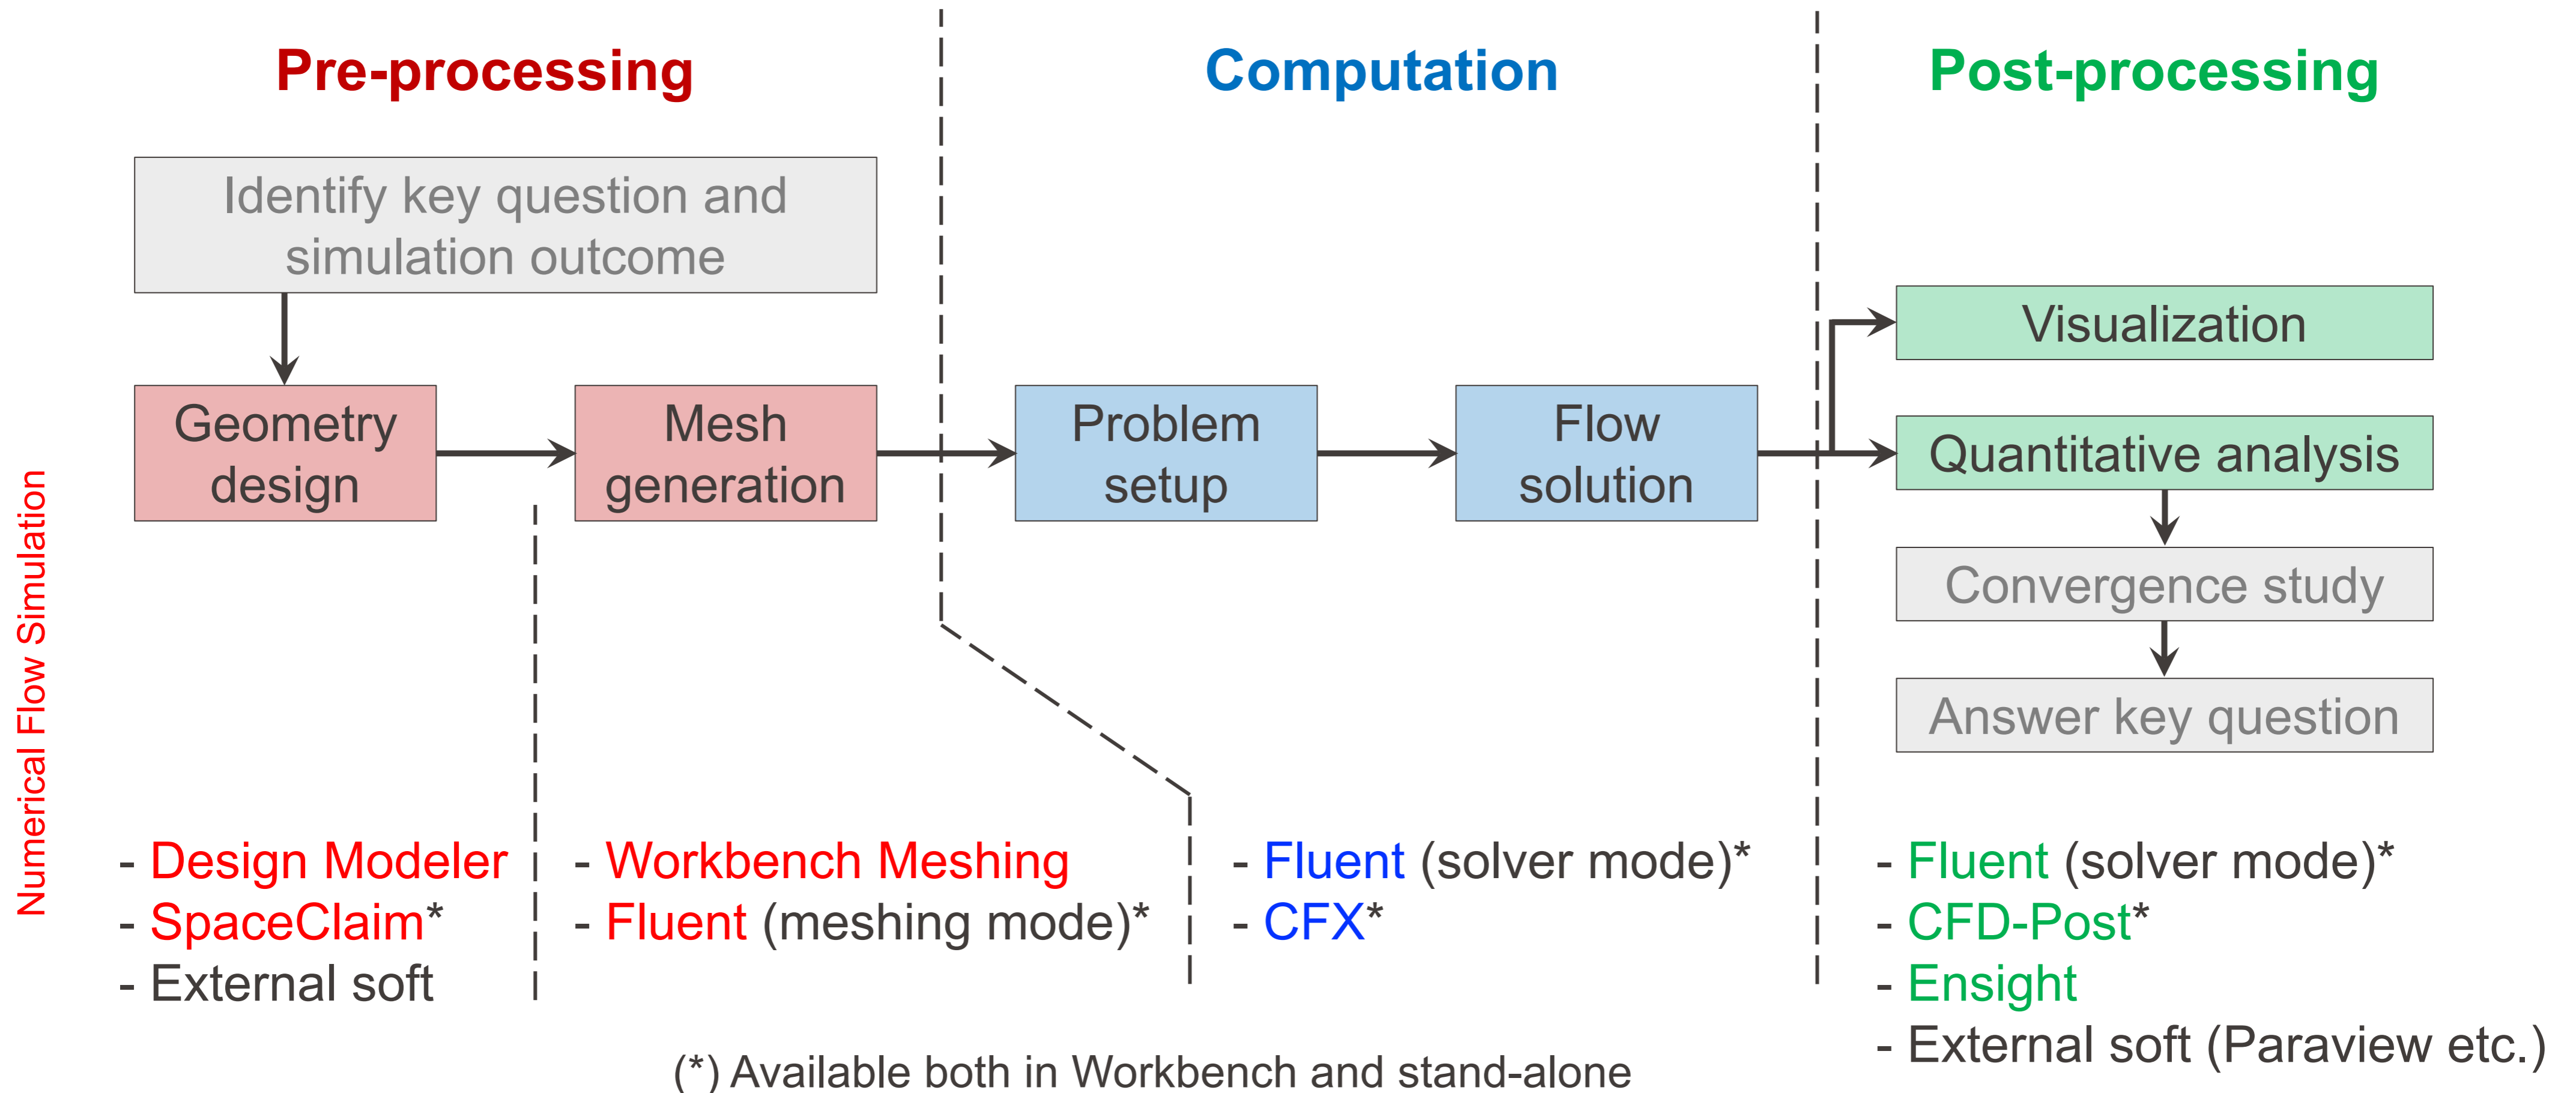 Pre-processing
Computation
Post-processing
Identify key question and
simulation outcome
Geometry
design
Mesh
generation
Problem
setup
Flow
solution
Visualization
Quantitative analysis
Convergence study
Answer key question
Numerical Flow Simulation
- Design Modeler
- SpaceClaim*
- External soft
- Workbench Meshing
- Fluent (meshing mode)*
- Fluent (solver mode)*
- CFX*
- Fluent (solver mode)*
- CFD-Post*
- Ensight
- External soft (Paraview etc.)
(*) Available both in Workbench and stand-alone